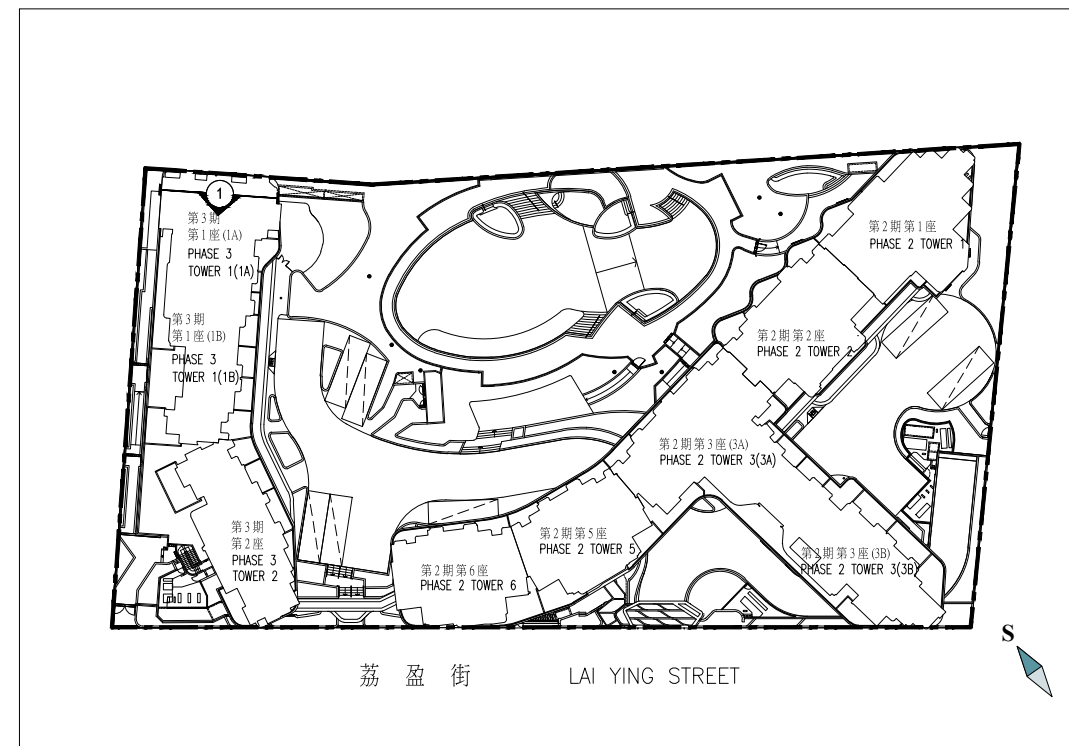 1
第3期
第1座(1A)
PHASE 3
TOWER 1(1A)
第3期
第1座(1B)
PHASE 3
TOWER 1(1B)
第3期
第2座
PHASE 3
TOWER 2
第2期第1座
PHASE 2 TOWER 1
第2期第2座
PHASE 2 TOWER 2
第2期第3座(3A)
PHASE 2 TOWER 3(3A)
第2期第5座
PHASE 2 TOWER 5
第2期第3座(3B)
PHASE 2 TOWER 3(3B)
第2期第6座
PHASE 2 TOWER 6
荔盈街 LAI YING STREET
S